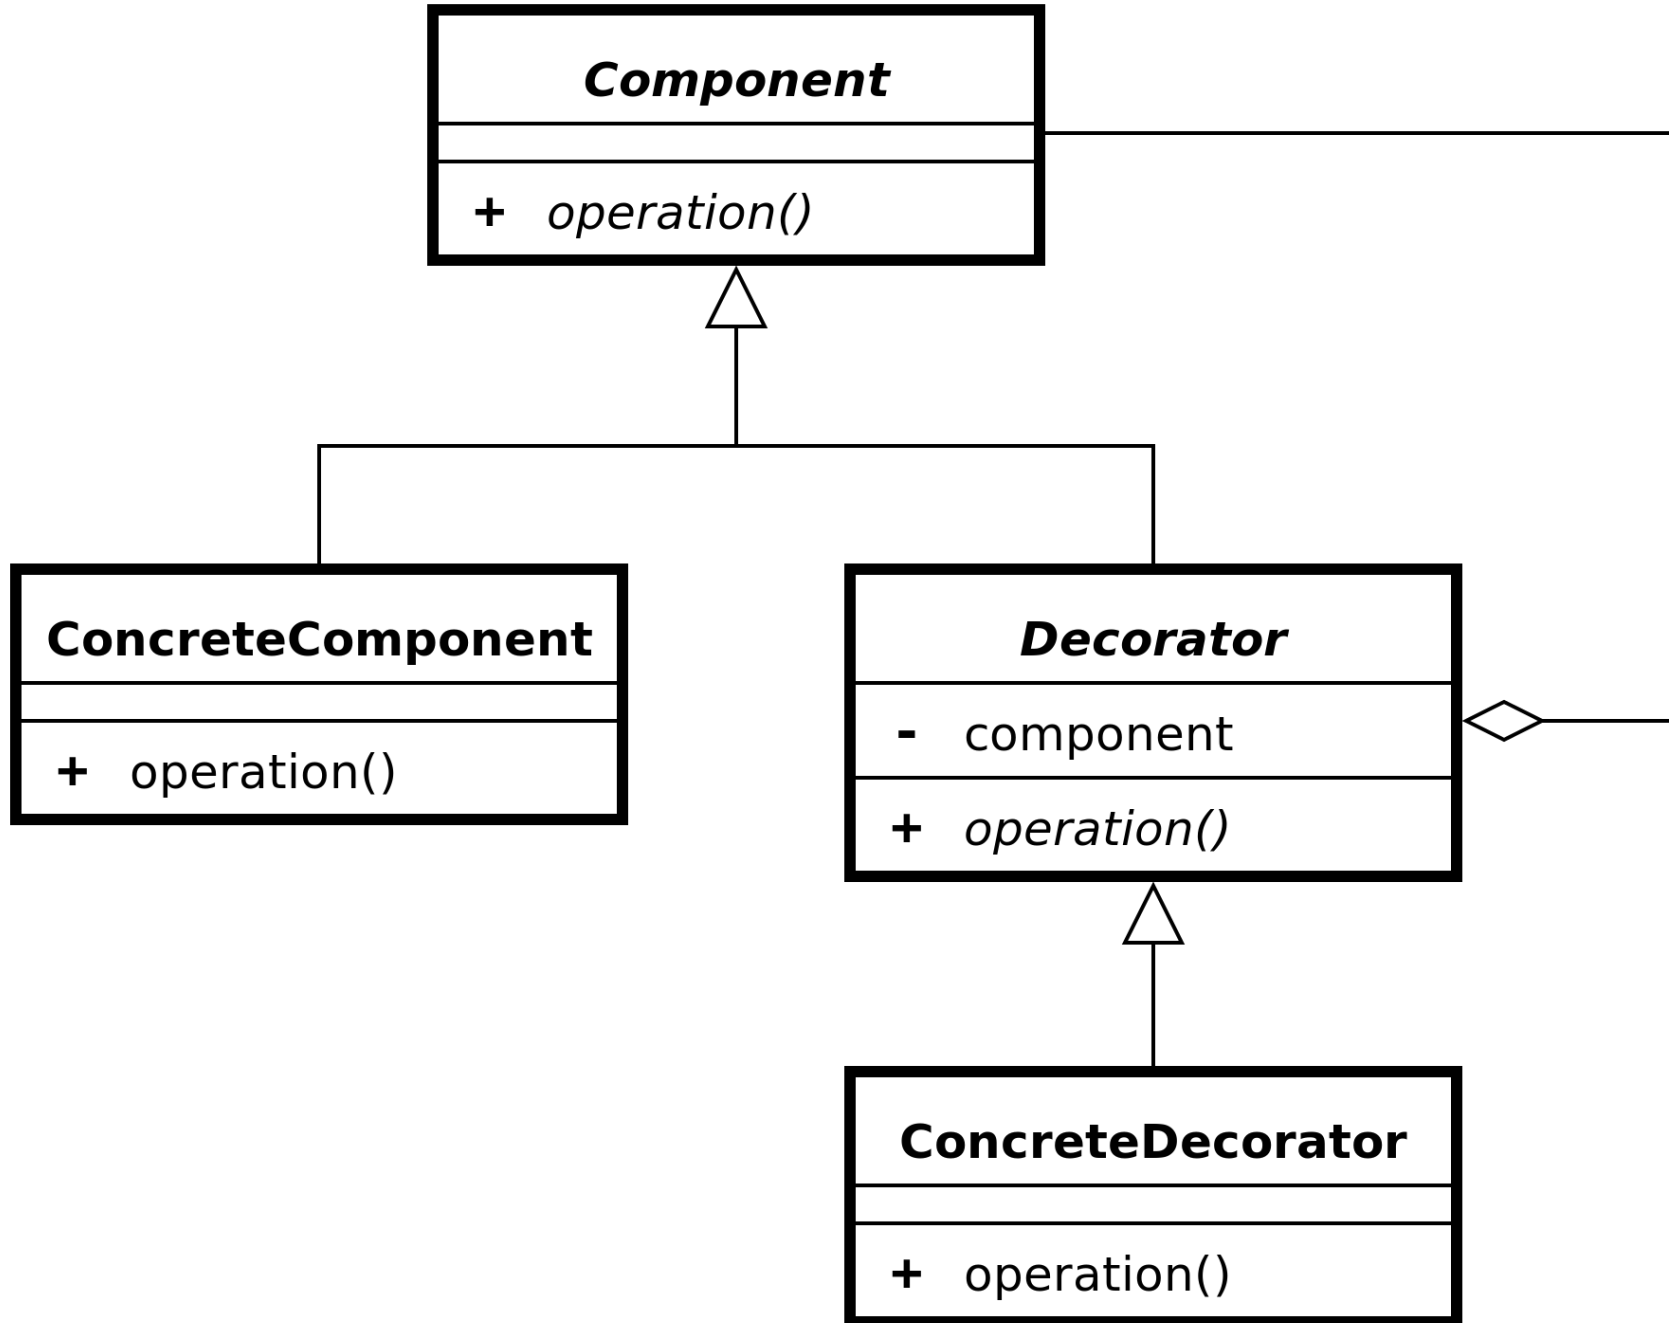 Component
+ operation()
ConcreteComponent
+ operation()
Decorator
- component
+ operation()
ConcreteDecorator
+ operation()